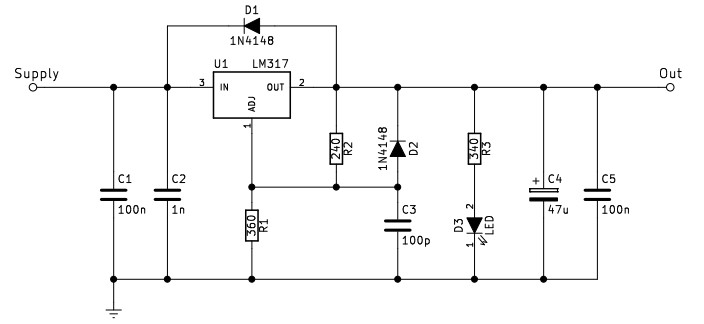 D1
1N4148
Supply
U1 LM317
Out
3 IN OUT 2
ADJ
1
240
R2
1N4148
D2
340
R3
C1
100n
C2
1n
360
R1
C3
100p
2
D3
LED
1
+
C4
47u
C5
100n